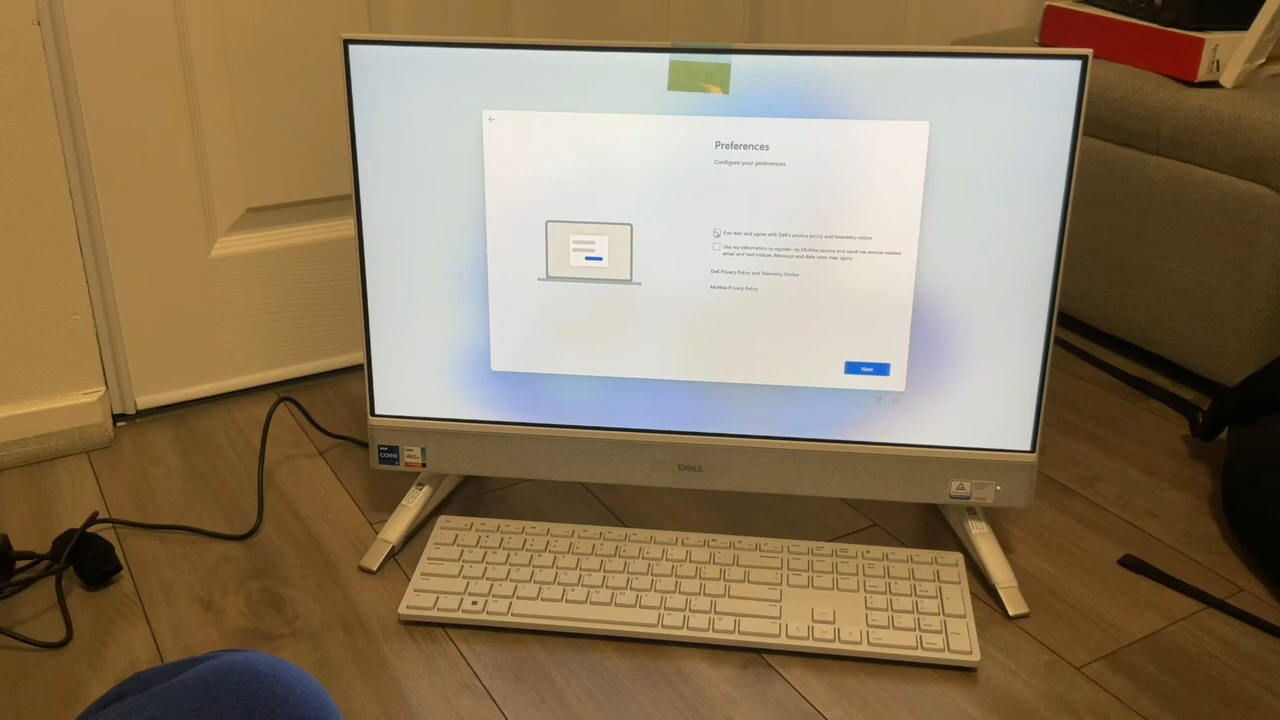 Preferences
Configure your preferences
I've read and agree with Dell's privacy policy and telemetry notice
Use my information to register my McAfee service and send me service related
email and text notices. Message and data rates may apply
Dell Privacy Policy and Telemetry Notice
McAfee Privacy Policy
Next
intel
CORE
DELL